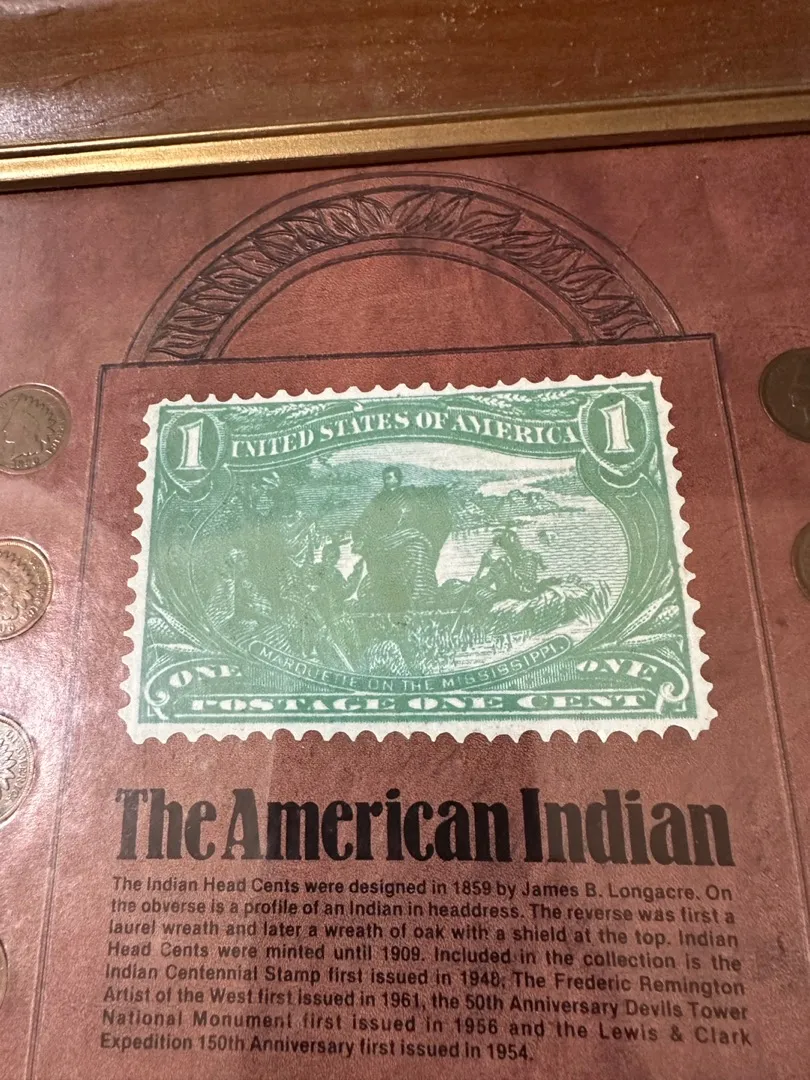 1 1
UNITED STATES OF AMERICA
MARQUETTE ON THE MISSISSIPPI.
ONE ONE
POSTAGE ONE CENT
The American Indian
The Indian Head Cents were designed in 1859 by James B. Longacre. On
the obverse is a profile of an Indian in headdress. The reverse was first a
laurel wreath and later a wreath of oak with a shield at the top. Indian
Head Cents were minted until 1909. Included in the collection is the
Indian Centennial Stamp first issued in 1948, The Frederic Remington
Artist of the West first issued in 1961, the 50th Anniversary Devils Tower
National Monument first issued in 1956 and the Lewis & Clark
Expedition 150th Anniversary first issued in 1954.